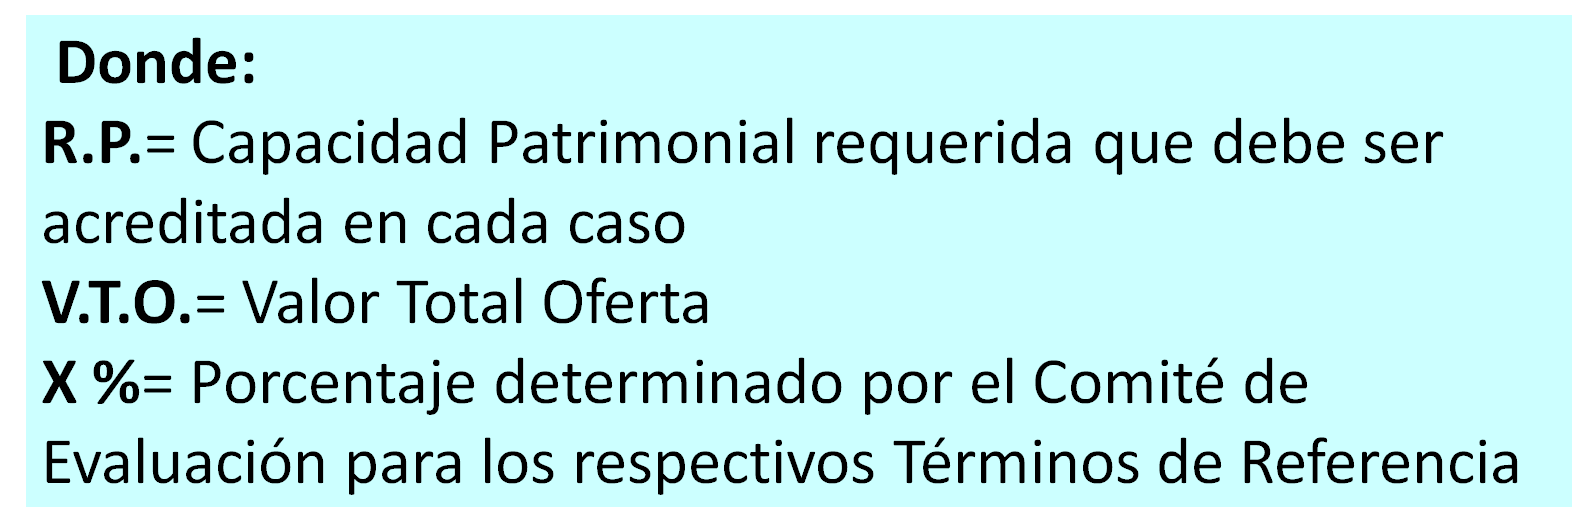 Donde:
R.P.= Capacidad Patrimonial requerida que debe ser
acreditada en cada caso
V.T.O.= Valor Total Oferta
X %= Porcentaje determinado por el Comité de
Evaluación para los respectivos Términos de Referencia